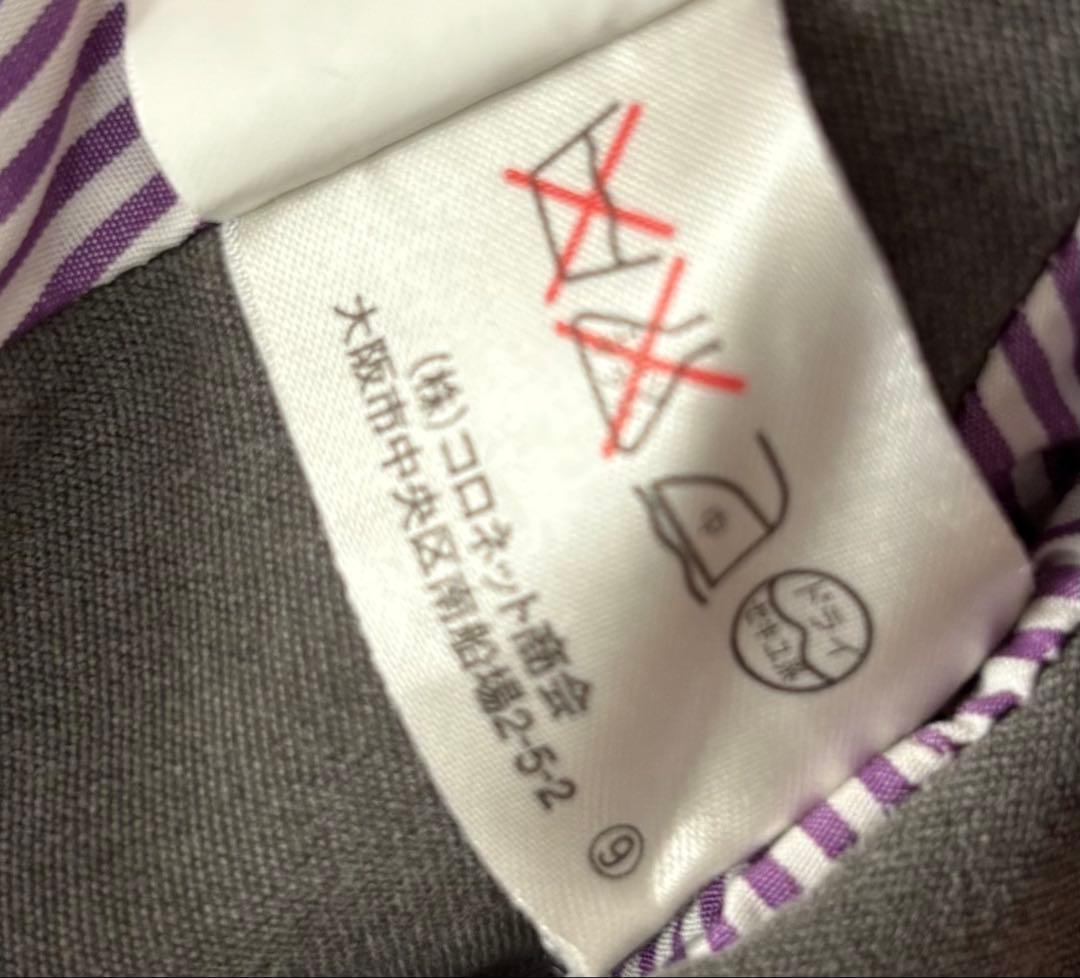 中
ドライ
セキユ系
(株)コロネット商会
大阪市中央区南船場2-5-2
⑨